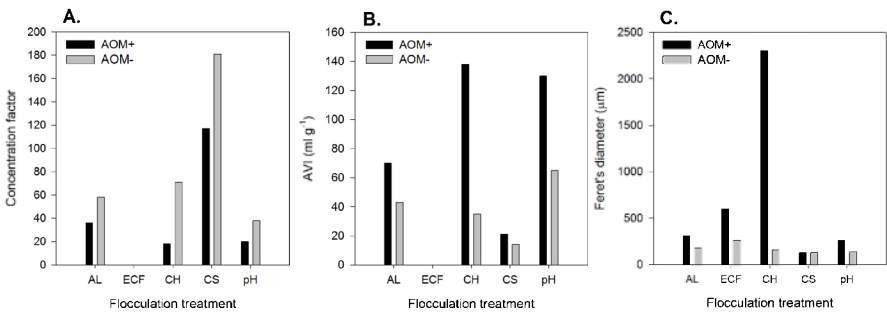 A.
AOM+
AOM-
Concentration factor
200
180
160
140
120
100
80
60
40
20
0
AL ECF CH CS pH
Flocculation treatment
B.
AOM+
AOM-
AVI (ml g⁻¹)
160
140
120
100
80
60
40
20
0
AL ECF CH CS pH
Flocculation treatment
C.
AOM+
AOM-
Feret's diameter (μm)
2500
2000
1500
1000
500
0
AL ECF CH CS pH
Flocculation treatment